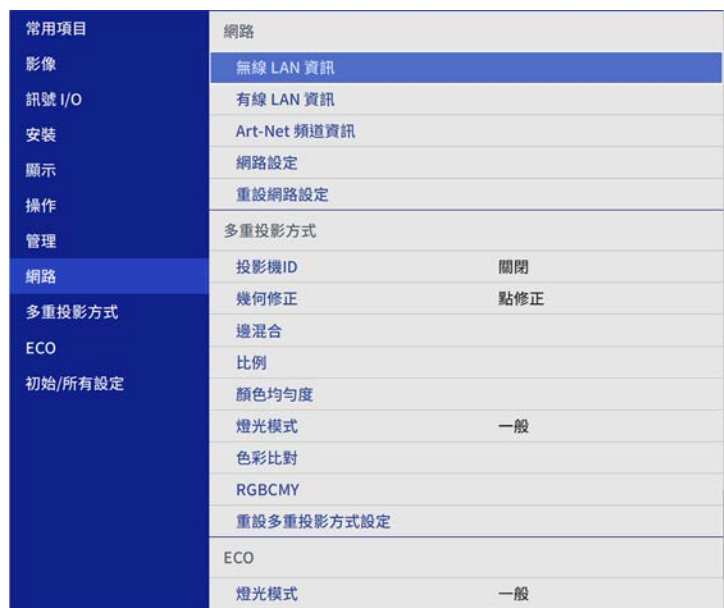 常用項目
影像
訊號 I/O
安裝
顯示
操作
管理
網路
多重投影方式
ECO
初始/所有設定
網路
無線 LAN 資訊
有線 LAN 資訊
Art-Net 頻道資訊
網路設定
重設網路設定
多重投影方式
投影機ID 關閉
幾何修正 點修正
邊混合
比例
顏色均勻度
燈光模式 一般
色彩比對
RGBCMY
重設多重投影方式設定
ECO
燈光模式 一般